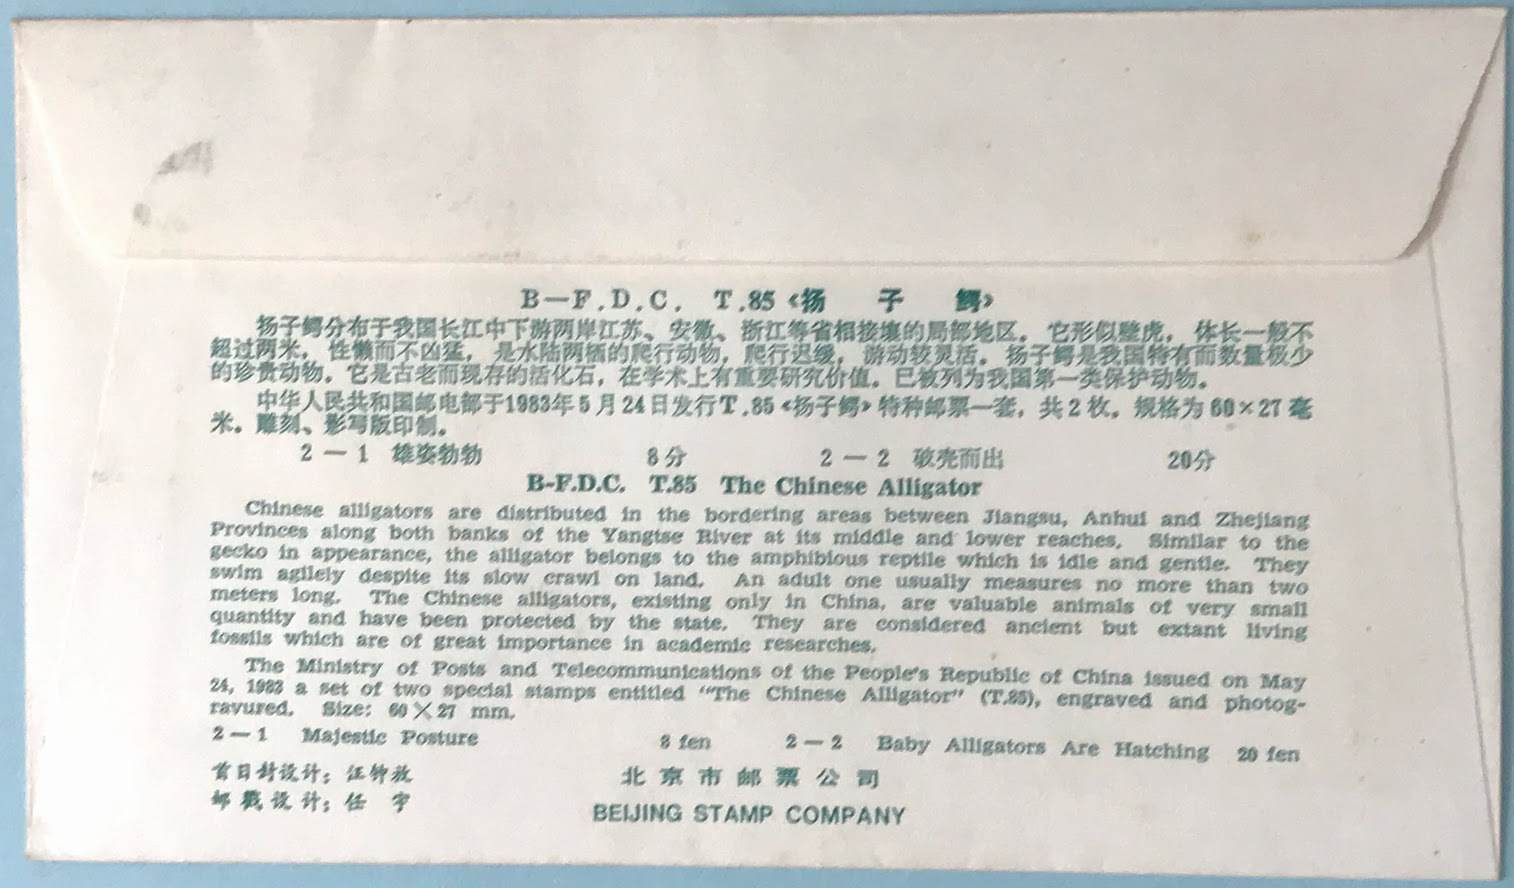 B—F.D.C. T.85《扬 子 鳄》
扬子鳄分布于我国长江中下游两岸江苏、安徽、浙江等省相接壤的局部地区。它形似壁虎，体长一般不
超过两米，性懒而不凶猛，是水陆两栖的爬行动物，爬行迟缓，游动较灵活。扬子鳄是我国特有而数量极少
的珍贵动物。它是古老而现存的活化石，在学术上有重要研究价值。已被列为我国第一类保护动物。
中华人民共和国邮电部于1983年5月24日发行T.85《扬子鳄》特种邮票一套，共2枚。规格为60×27毫
米。雕刻、影写版印制。
2—1 雄姿勃勃 8分 2—2 破壳而出 20分
B-F.D.C. T.85 The Chinese Alligator
Chinese alligators are distributed in the bordering areas between Jiangsu, Anhui and Zhejiang
Provinces along both banks of the Yangtse River at its middle and lower reaches. Similar to the
gecko in appearance, the alligator belongs to the amphibious reptile which is idle and gentle. They
swim agilely despite its slow crawl on land. An adult one usually measures no more than two
meters long. The Chinese alligators, existing only in China, are valuable animals of very small
quantity and have been protected by the state. They are considered ancient but extant living
fossils which are of great importance in academic researches.
The Ministry of Posts and Telecommunications of the People's Republic of China issued on May
24, 1983 a set of two special stamps entitled "The Chinese Alligator" (T.85), engraved and photog-
ravured. Size: 60×27 mm.
2—1 Majestic Posture 8 fen 2—2 Baby Alligators Are Hatching 20 fen
首日封设计：汪钟放
邮戳设计：任 宇
北京市邮票公司
BEIJING STAMP COMPANY